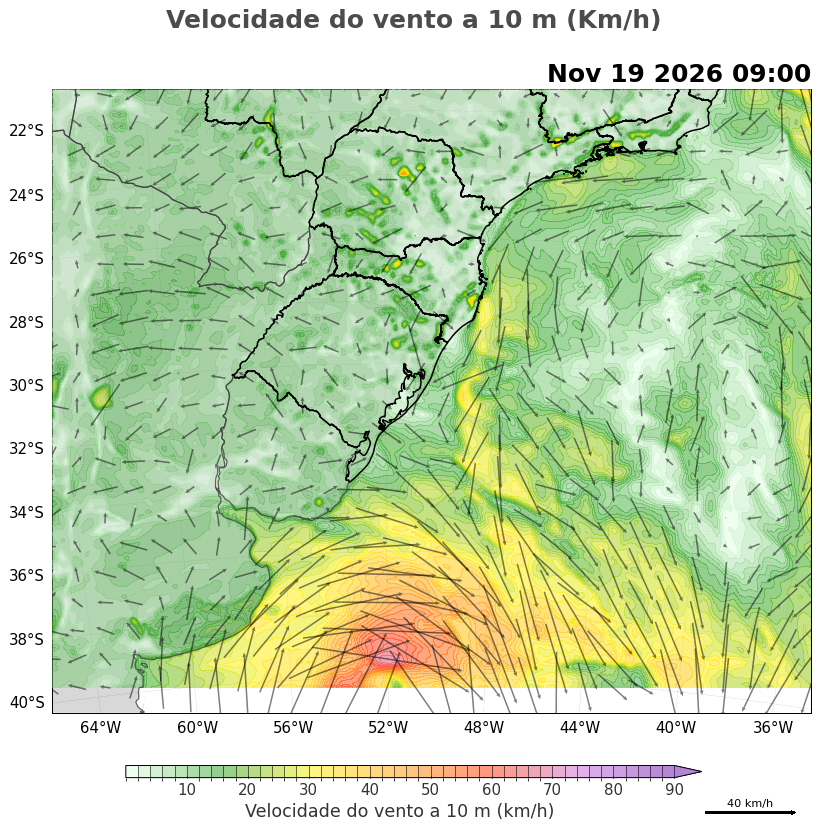 Velocidade do vento a 10 m (Km/h)
Nov 19 2026 09:00
22°S
24°S
26°S
28°S
30°S
32°S
34°S
36°S
38°S
40°S
64°W 60°W 56°W 52°W 48°W 44°W 40°W 36°W
10 20 30 40 50 60 70 80 90
Velocidade do vento a 10 m (km/h)
40 km/h